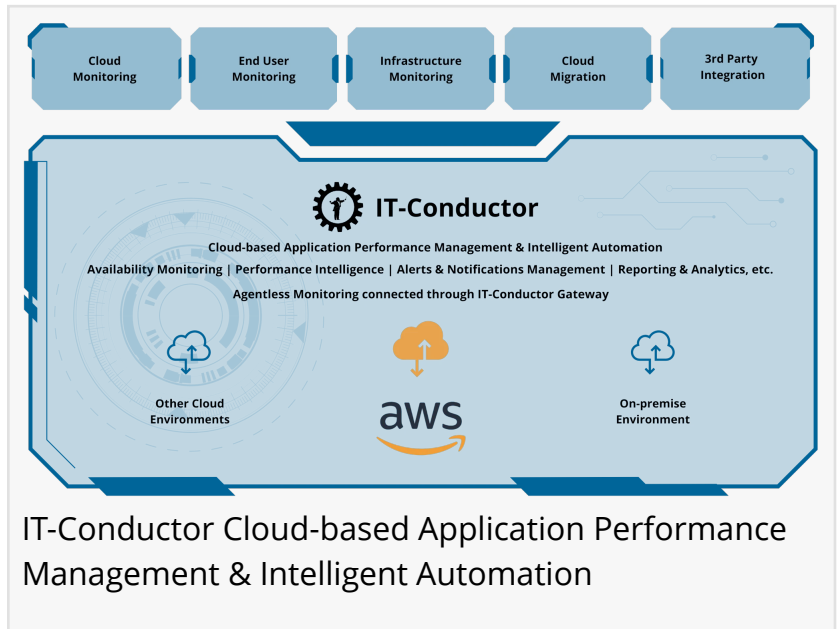 Cloud
Monitoring
End User
Monitoring
Infrastructure
Monitoring
Cloud
Migration
3rd Party
Integration
IT-Conductor
Cloud-based Application Performance Management & Intelligent Automation
Availability Monitoring | Performance Intelligence | Alerts & Notifications Management | Reporting & Analytics, etc.
Agentless Monitoring connected through IT-Conductor Gateway
Other Cloud
Environments
aws
On-premise
Environment
IT-Conductor Cloud-based Application Performance
Management & Intelligent Automation